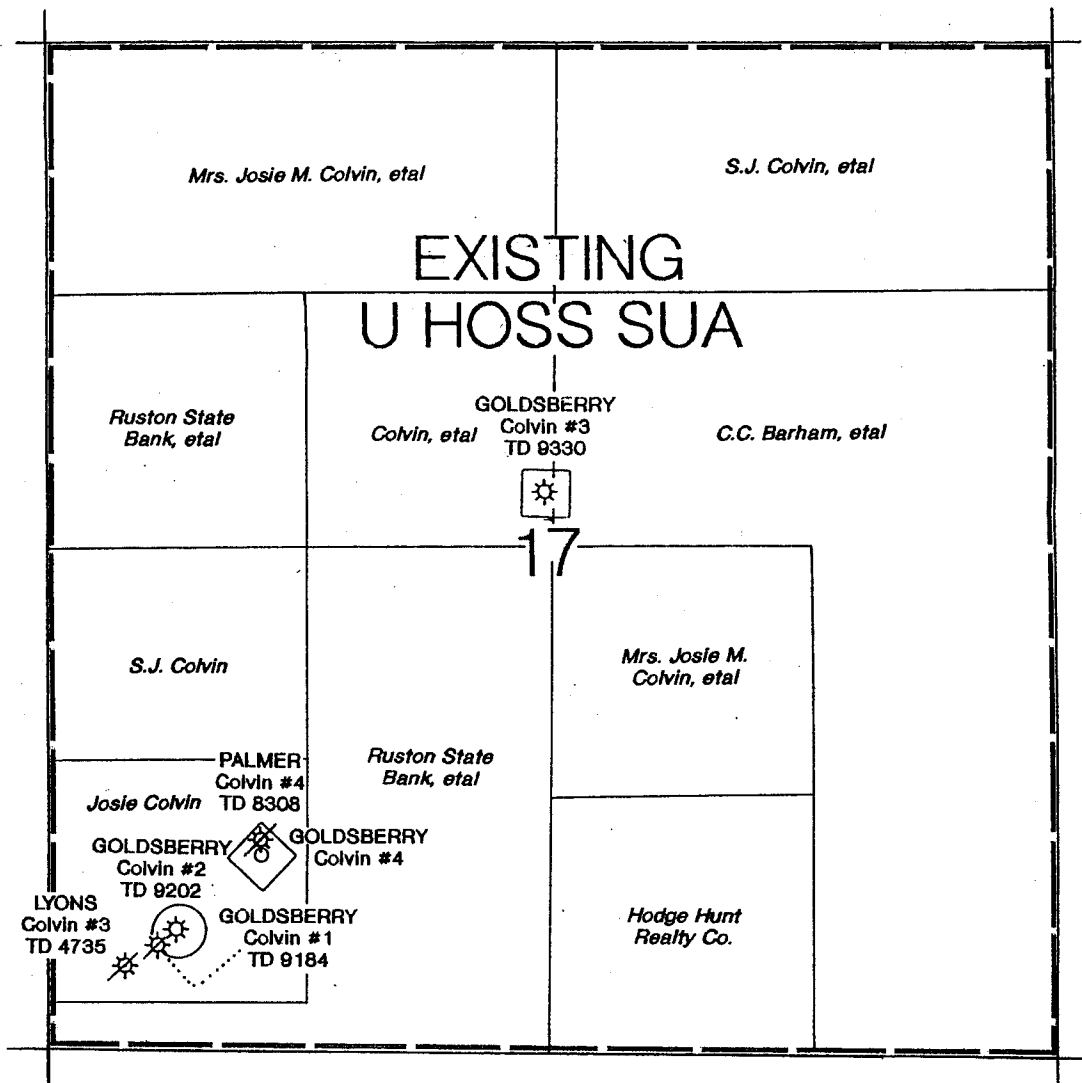 Mrs. Josie M. Colvin, etal
S.J. Colvin, etal
EXISTING
U HOSS SUA
Ruston State
Bank, etal
Colvin, etal
GOLDSBERRY
Colvin #3
TD 9330
C.C. Barham, etal
17
S.J. Colvin
Mrs. Josie M.
Colvin, etal
Ruston State
Bank, etal
PALMER
Colvin #4
TD 8308
Josie Colvin
GOLDSBERRY
Colvin #4
GOLDSBERRY
Colvin #2
TD 9202
LYONS
Colvin #3
TD 4735
GOLDSBERRY
Colvin #1
TD 9184
Hodge Hunt
Realty Co.